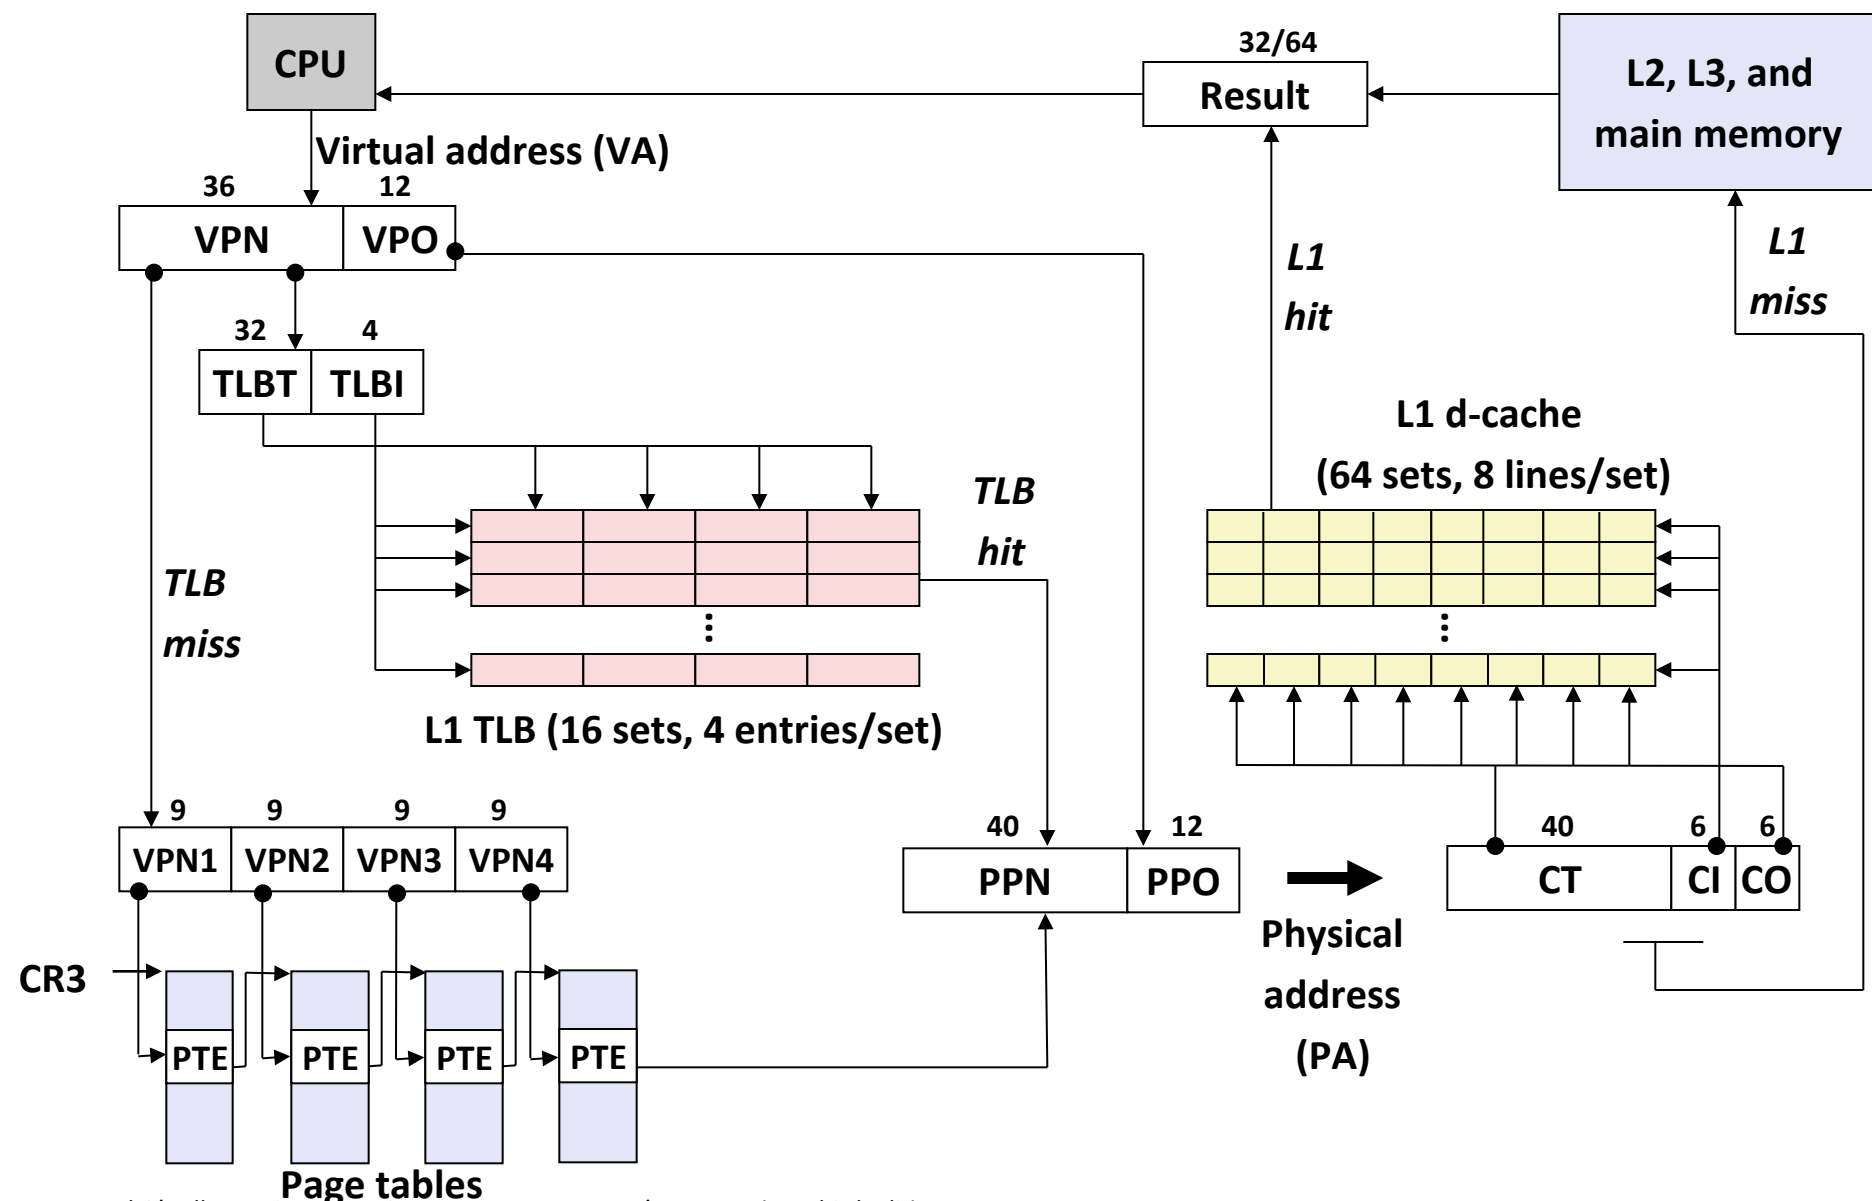 CPU
32/64
Result
L2, L3, and
main memory
Virtual address (VA)
36
12
VPN
VPO
L1
hit
L1
miss
32
4
TLBT
TLBI
L1 d-cache
(64 sets, 8 lines/set)
TLB
hit
TLB
miss
...
...
L1 TLB (16 sets, 4 entries/set)
9
9
9
9
VPN1
VPN2
VPN3
VPN4
40
12
PPN
PPO
40
6
6
CT
CI
CO
Physical
address
(PA)
CR3
PTE
PTE
PTE
PTE
Page tables